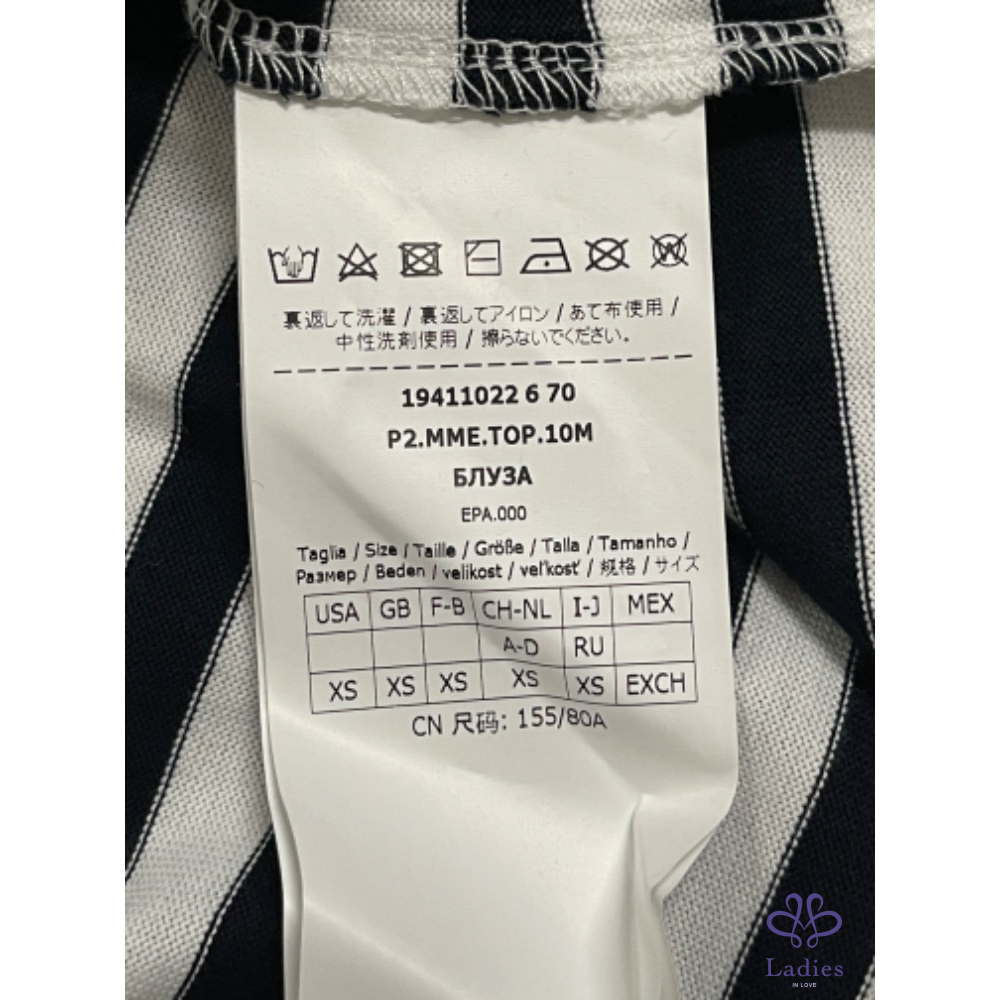 裏返して洗濯 / 裏返してアイロン / あて布使用 /
中性洗剤使用 / 擦らないでください。
19411022 6 70
P2.MME.TOP.10M
БЛУЗА
EPA.000
Taglia / Size / Taille / Größe / Talla / Tamanho /
Размер / Beden / velikost / veľkosť / 规格 / サイズ
USA GB F-B CH-NL I-J MEX
A-D RU
XS XS XS XS XS EXCH
CN 尺码: 155/80A
Ladies
IN LOVE